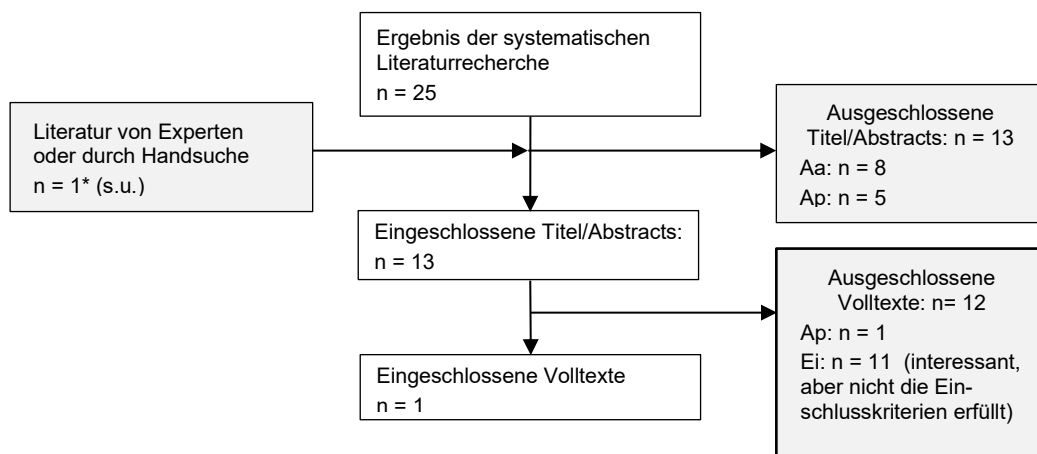 Ergebnis der systematischen
Literaturrecherche
n = 25
Literatur von Experten
oder durch Handsuche
n = 1* (s.u.)
Ausgeschlossene
Titel/Abstracts: n = 13
Aa: n = 8
Ap: n = 5
Eingeschlossene Titel/Abstracts:
n = 13
Ausgeschlossene
Volltexte: n= 12
Ap: n = 1
Ei: n = 11 (interessant,
aber nicht die Ein-
schlusskriterien erfüllt)
Eingeschlossene Volltexte
n = 1